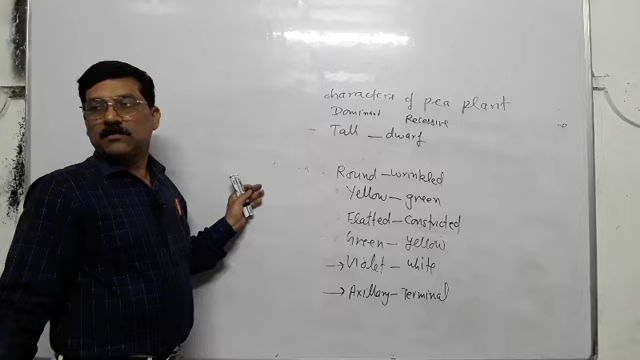 characters of pea plant
Dominant Recessive
Tall - dwarf
Round - wrinkled
Yellow - green
Flatted - constricted
Green - yellow
→ Violet - white
→ Axillary - Terminal